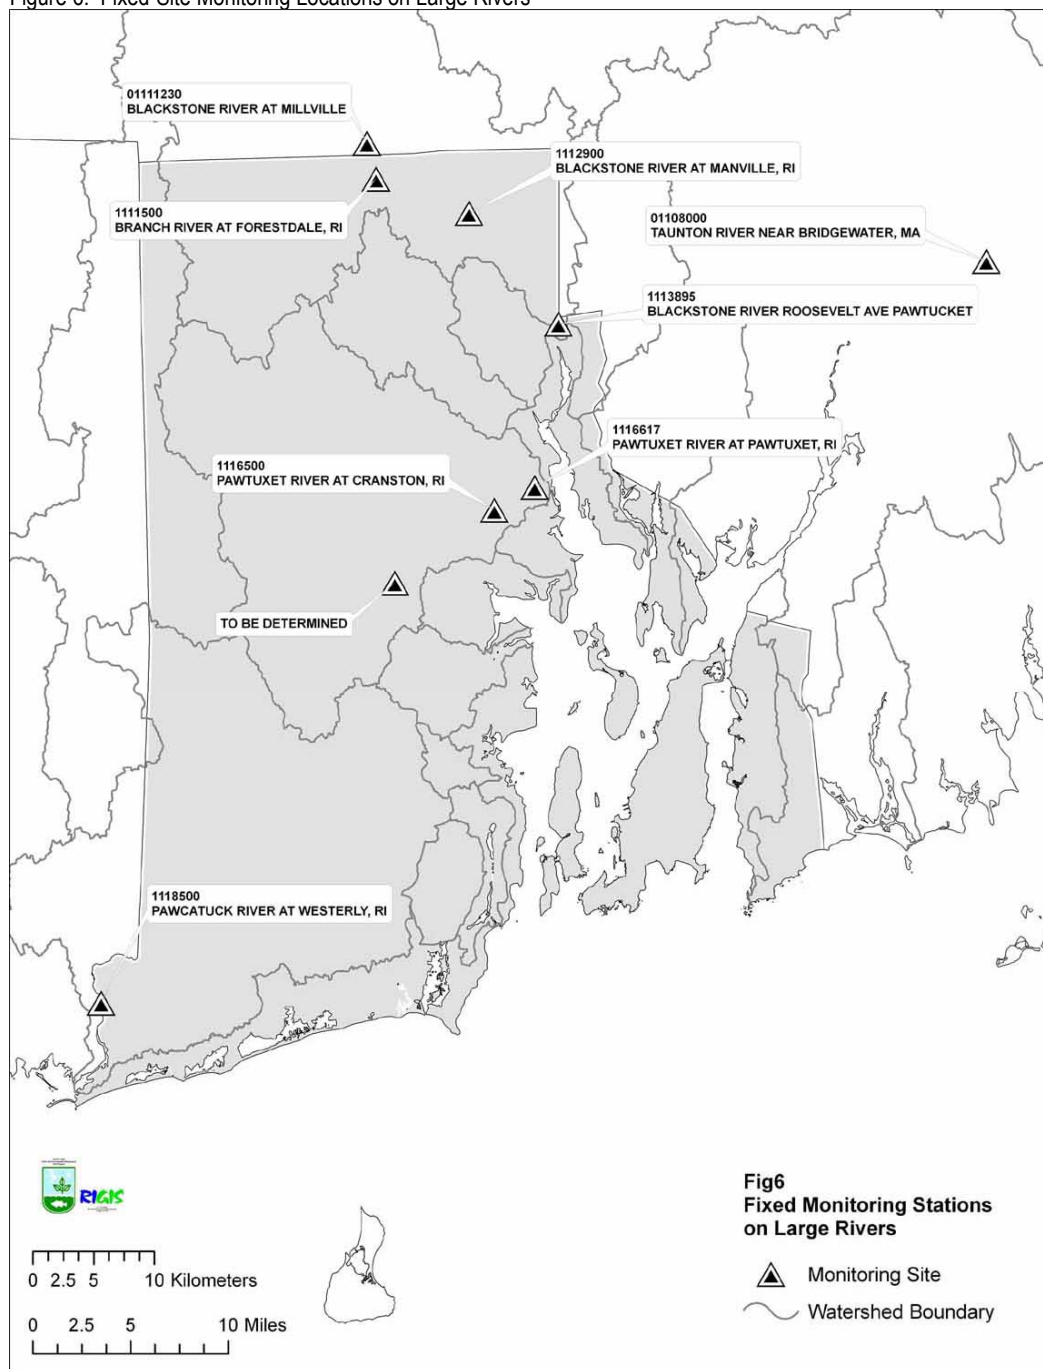 Figure 6. Fixed Site Monitoring Locations on Large Rivers
01111230
BLACKSTONE RIVER AT MILLVILLE
1112900
BLACKSTONE RIVER AT MANVILLE, RI
1111500
BRANCH RIVER AT FORESTDALE, RI
01108000
TAUNTON RIVER NEAR BRIDGEWATER, MA
1113895
BLACKSTONE RIVER ROOSEVELT AVE PAWTUCKET
1116617
PAWTUXET RIVER AT PAWTUXET, RI
1116500
PAWTUXET RIVER AT CRANSTON, RI
TO BE DETERMINED
1118500
PAWCATUCK RIVER AT WESTERLY, RI
RIGIS
Fig6
Fixed Monitoring Stations
on Large Rivers
Monitoring Site
Watershed Boundary
0 2.5 5 10 Kilometers
0 2.5 5 10 Miles